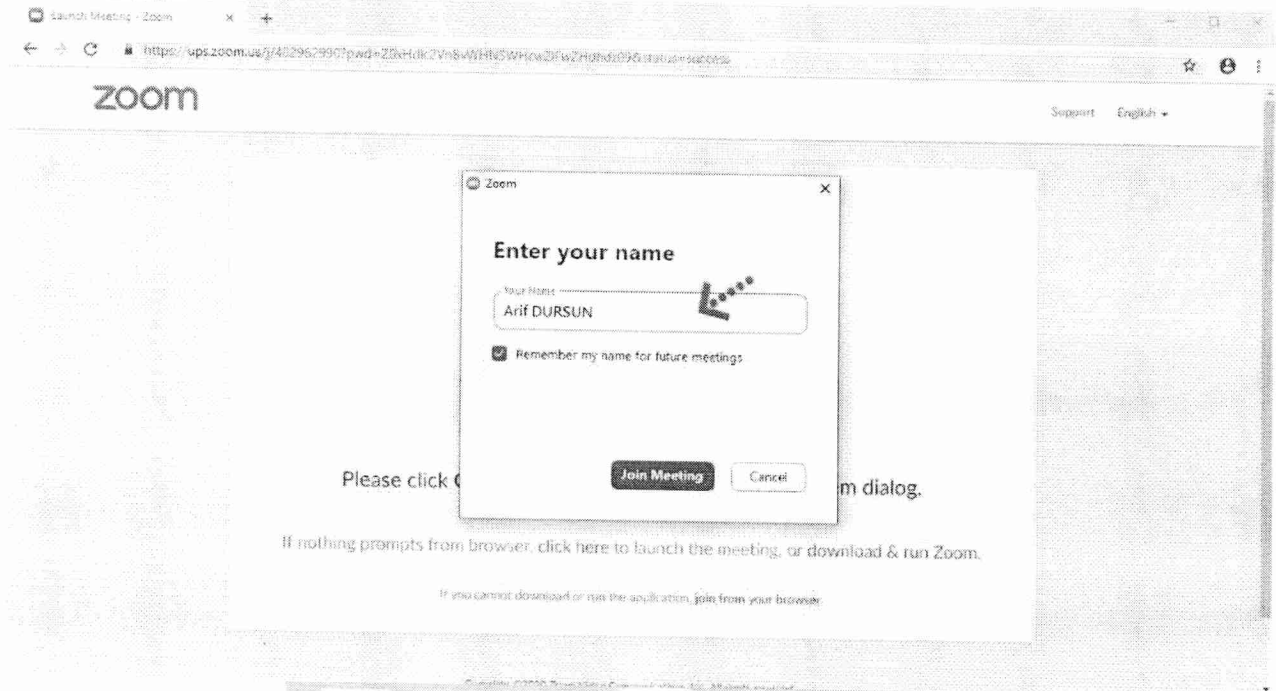 Launch Meeting - Zoom
zoom
Support English
Zoom
Enter your name
Your Name
Arif DURSUN
Remember my name for future meetings
Join Meeting Cancel
Please click m dialog.
If nothing prompts from browser, click here to launch the meeting, or download & run Zoom.
If you cannot download or run the application, join from your browser.